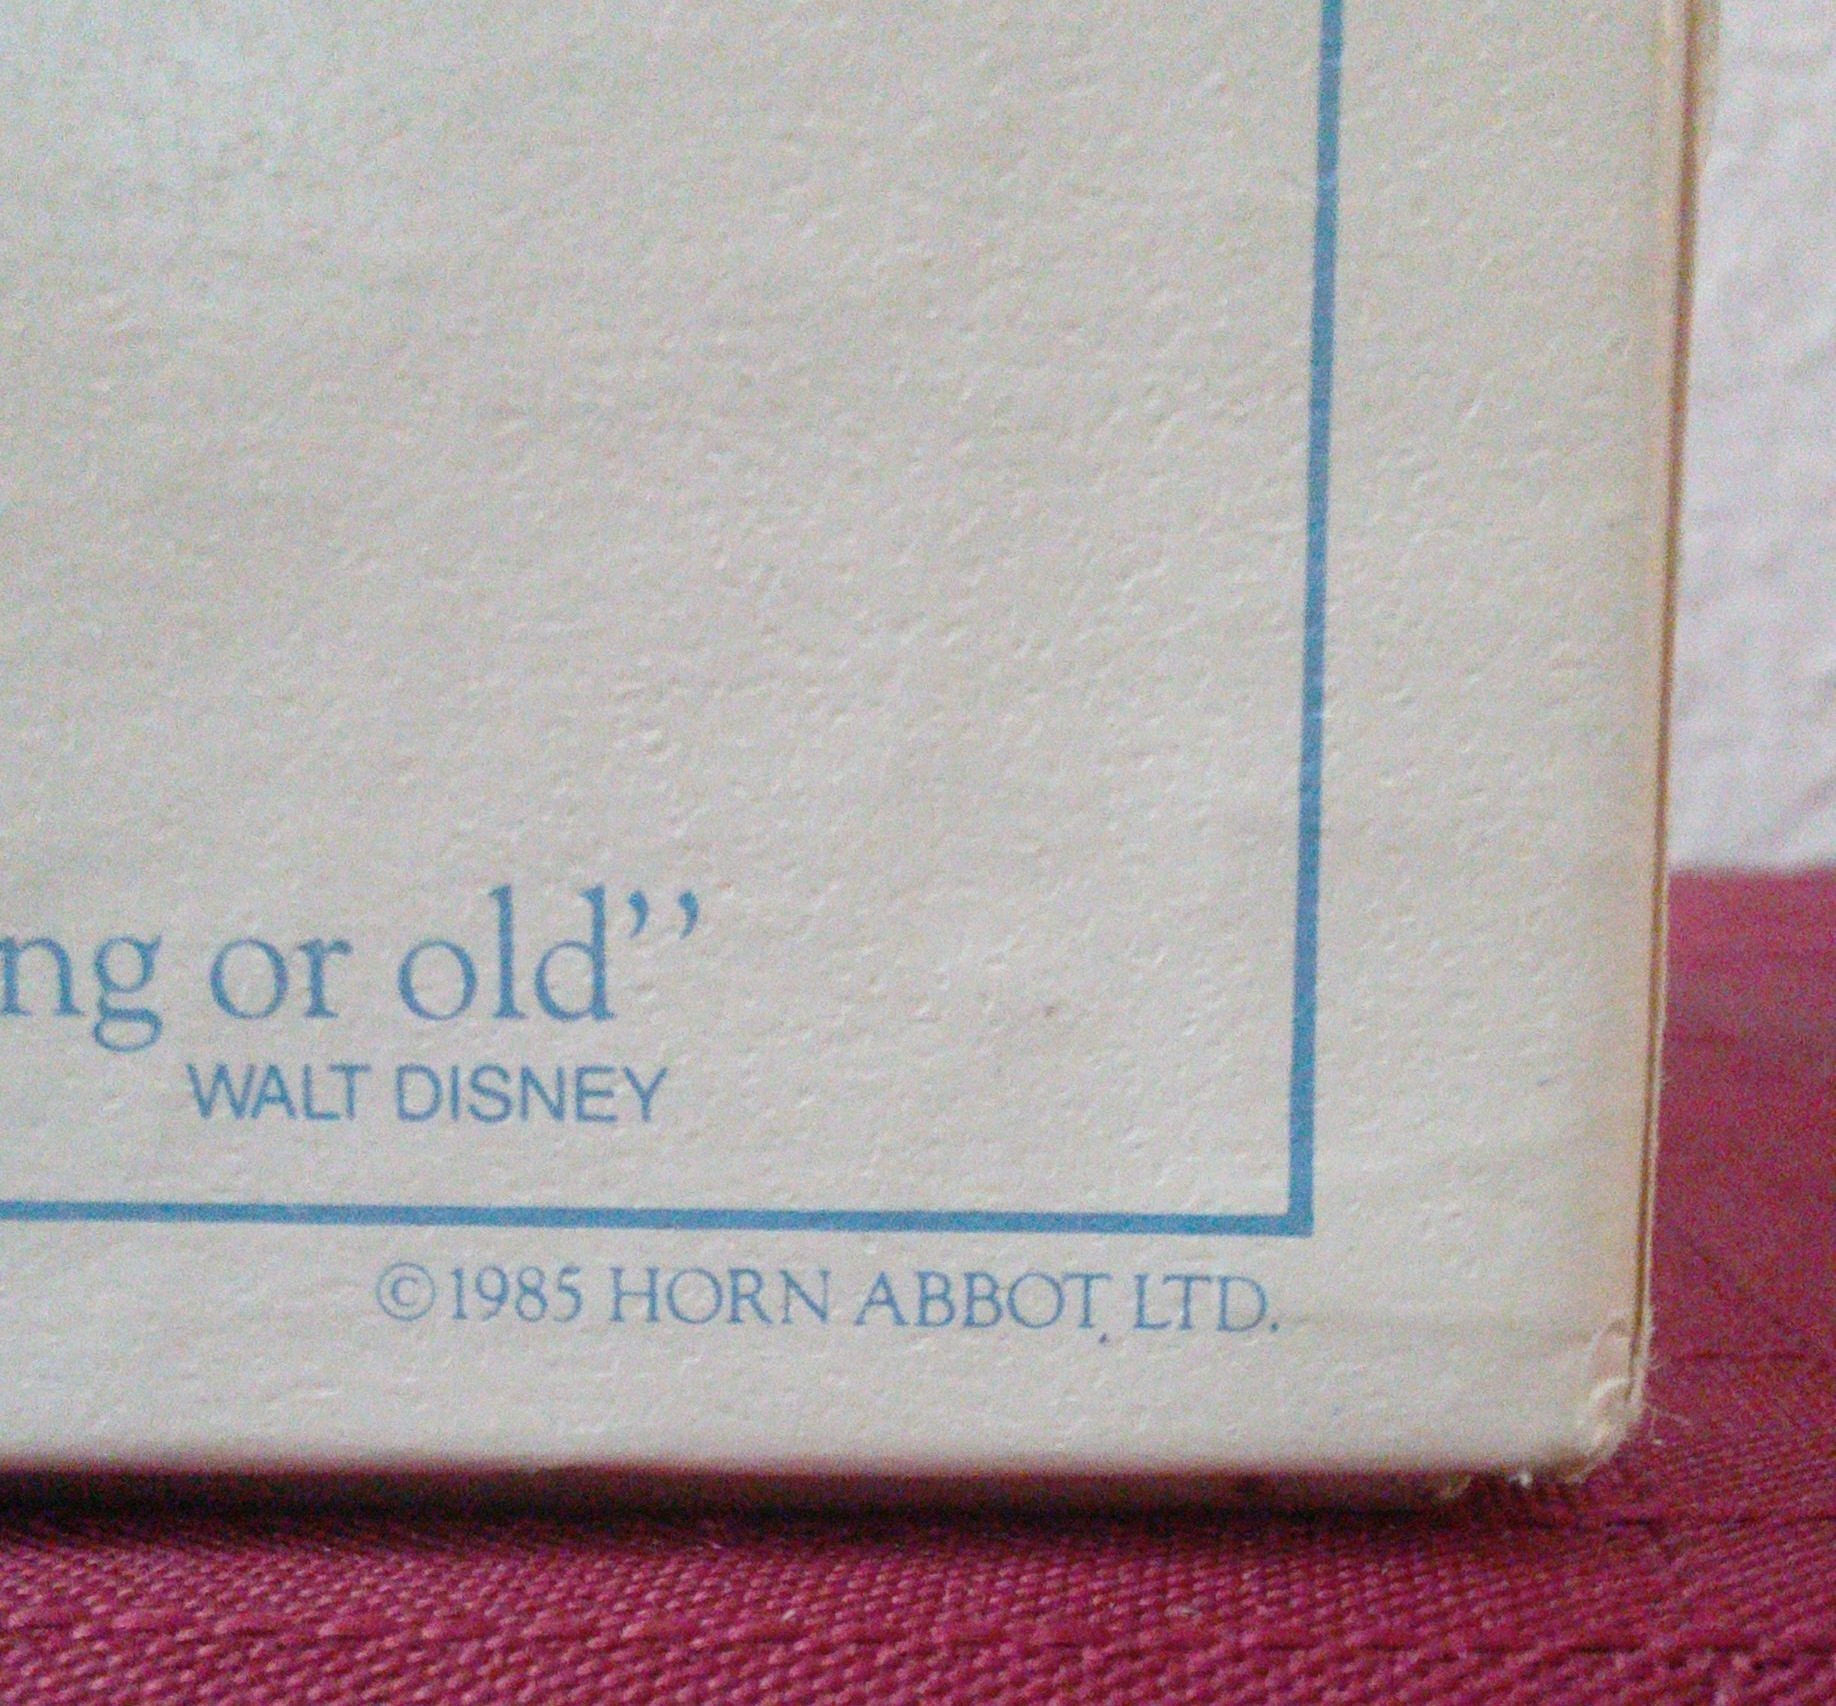 ng or old’’
WALT DISNEY
©1985 HORN ABBOT LTD.